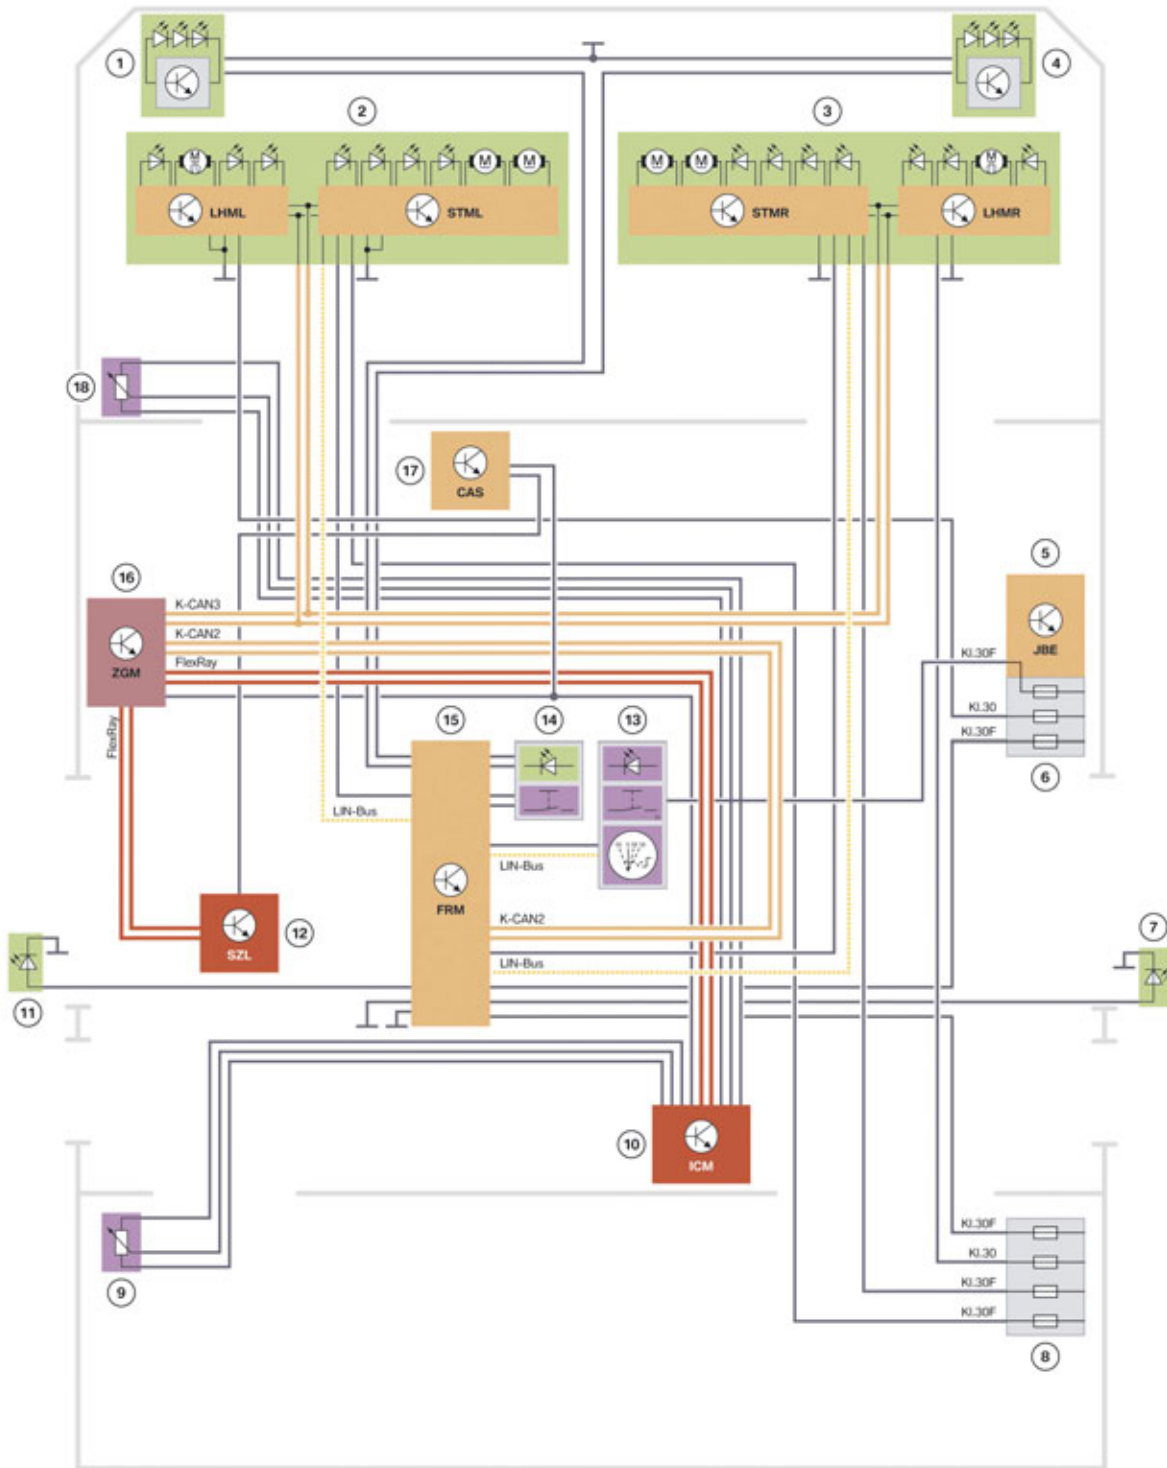 1
4
2
3
M
M
M
M
M
M
LHML
STML
STMR
LHMR
18
17
CAS
16
5
K-CAN3
K-CAN2
JBE
Kl.30F
FlexRay
ZGM
15
14
13
Kl.30
FlexRay
Kl.30F
6
LIN-Bus
LIN-Bus
FRM
K-CAN2
7
12
SZL
LIN-Bus
11
10
ICM
Kl.30F
Kl.30
9
Kl.30F
Kl.30F
8